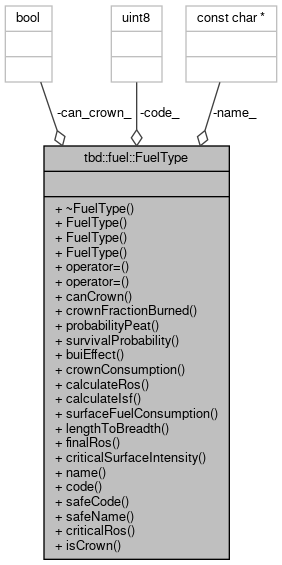 bool uint8 const char *
-can_crown_ -code_ -name_
tbd::fuel::FuelType
+ ~FuelType()
+ FuelType()
+ FuelType()
+ FuelType()
+ operator=()
+ operator=()
+ canCrown()
+ crownFractionBurned()
+ probabilityPeat()
+ survivalProbability()
+ buiEffect()
+ crownConsumption()
+ calculateRos()
+ calculateIsf()
+ surfaceFuelConsumption()
+ lengthToBreadth()
+ finalRos()
+ criticalSurfaceIntensity()
+ name()
+ code()
+ safeCode()
+ safeName()
+ criticalRos()
+ isCrown()